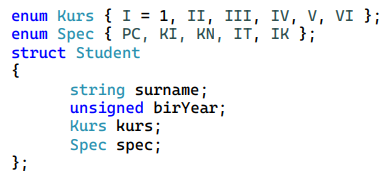 enum Kurs { I = 1, II, III, IV, V, VI };
enum Spec { PC, KI, KN, IT, IK };
struct Student
{
string surname;
unsigned birYear;
Kurs kurs;
Spec spec;
};